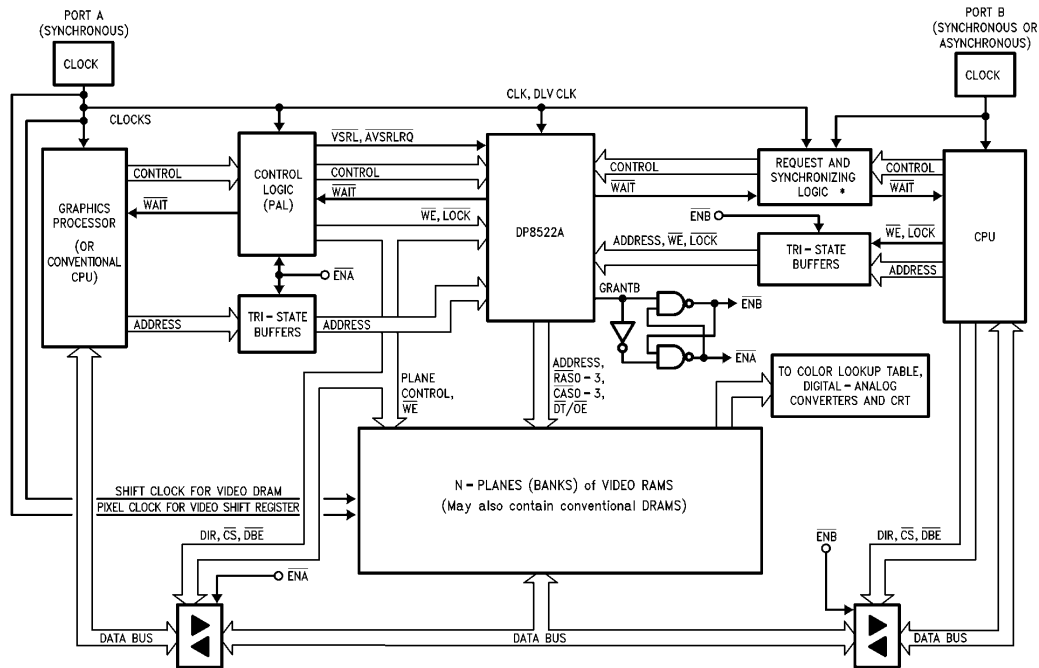 PORT A
(SYNCHRONOUS)
CLOCK
PORT B
(SYNCHRONOUS OR
ASYNCHRONOUS)
CLOCK
CLK, DLV CLK
CLOCKS
GRAPHICS
PROCESSOR
(OR
CONVENTIONAL
CPU)
CONTROL
WAIT
ADDRESS
CONTROL
LOGIC
(PAL)
ENA
TRI-STATE
BUFFERS
VSRL, AVSRLRQ
CONTROL
WAIT
WE, LOCK
ADDRESS
DP8522A
CONTROL
WAIT
ENB
ADDRESS, WE, LOCK
GRANTB
ENB
ENA
REQUEST AND
SYNCHRONIZING
LOGIC *
TRI-STATE
BUFFERS
CONTROL
WAIT
WE, LOCK
ADDRESS
CPU
PLANE
CONTROL,
WE
ADDRESS,
RAS0-3,
CAS0-3,
DT/OE
TO COLOR LOOKUP TABLE,
DIGITAL-ANALOG
CONVERTERS AND CRT
N-PLANES (BANKS) of VIDEO RAMS
(May also contain conventional DRAMS)
SHIFT CLOCK FOR VIDEO DRAM
PIXEL CLOCK FOR VIDEO SHIFT REGISTER
DIR, CS, DBE
ENA
ENB
DIR, CS, DBE
DATA BUS
DATA BUS
DATA BUS